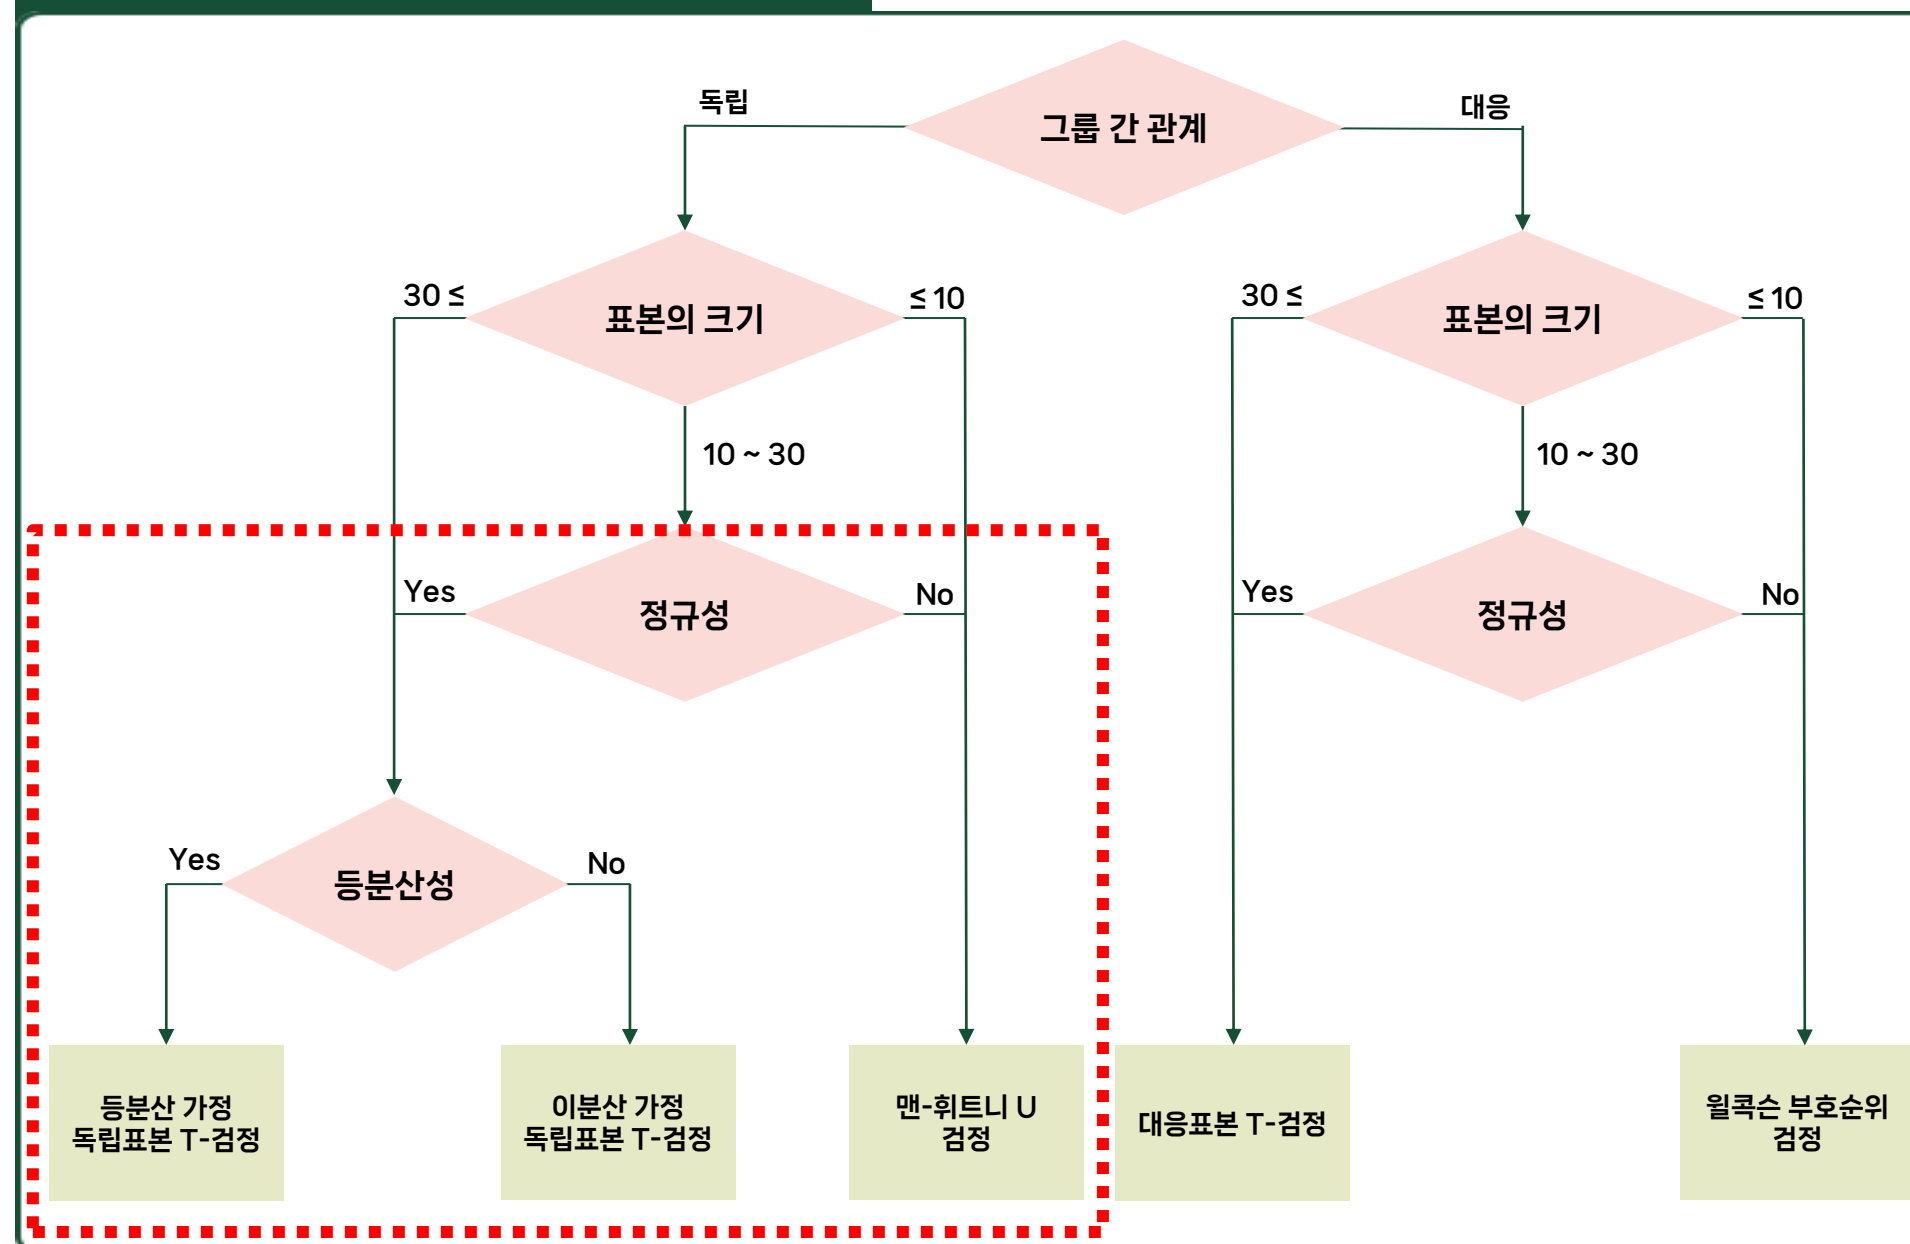 독립
대응
그룹 간 관계
30 ≤
표본의 크기
≤ 10
30 ≤
표본의 크기
≤ 10
10 ~ 30
10 ~ 30
Yes
정규성
No
Yes
정규성
No
Yes
등분산성
No
등분산 가정
독립표본 T-검정
이분산 가정
독립표본 T-검정
맨-휘트니 U
검정
대응표본 T-검정
윌콕슨 부호순위
검정